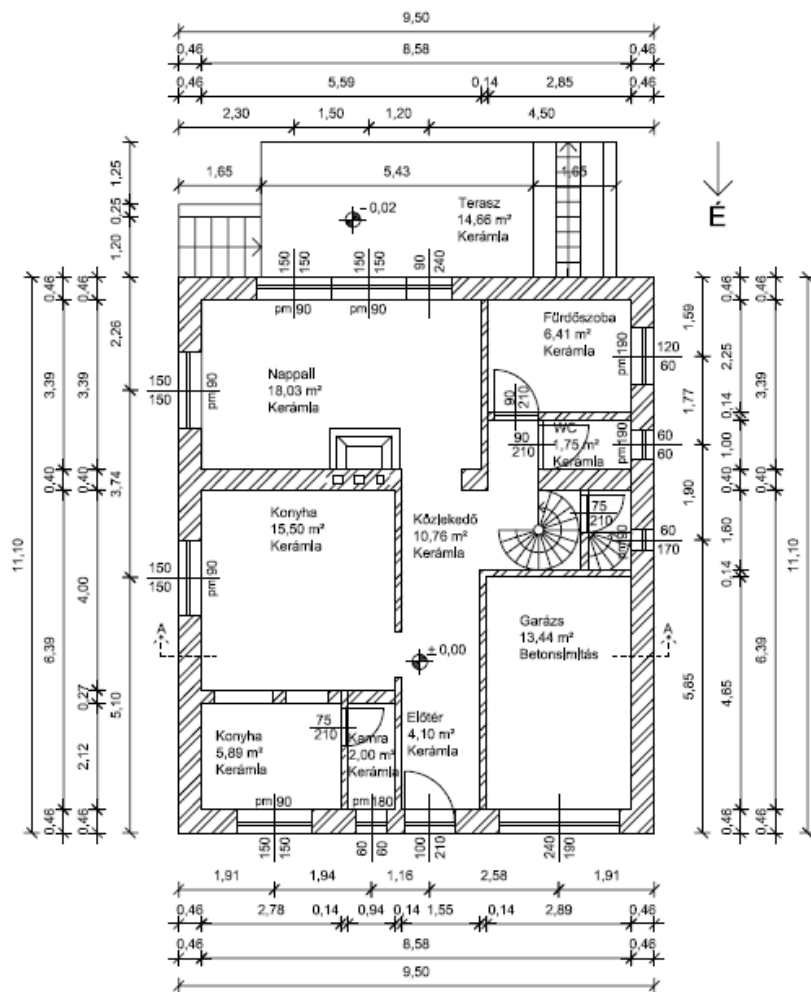 9,50
0,46 8,58 0,46
0,46 5,59 0,14 2,85 0,46
2,30 1,50 1,20 4,50
1,65 5,43 1,65
1,25
0,25
1,20
-0,02
Terasz
14,66 m²
Kerámia
É
150 150
150 150
90 240
pm 90
pm 90
11,10
0,46
3,39
0,40
6,39
0,46
0,46
3,39
0,40
4,00
0,27
2,12
0,46
2,26
3,74
5,10
150
150
pm 90
150
150
pm 90
Nappali
18,03 m²
Kerámia
Fürdőszoba
6,41 m²
Kerámia
pm 190
120
60
90
210
90
210
WC
1,75 m²
Kerámia
pm 190
60
60
Konyha
15,50 m²
Kerámia
Közlekedő
10,76 m²
Kerámia
75
210
pm 90
60
170
A
± 0,00
Garázs
13,44 m²
Betonsimítás
A
Konyha
5,89 m²
Kerámia
75
210
Kamra
2,00 m²
Kerámia
Előtér
4,10 m²
Kerámia
pm 90
pm 180
150 150
60 60
100 210
240 190
1,59
1,77
1,90
5,85
0,46
2,25
0,14
1,00
0,40
1,60
0,14
4,65
0,46
0,46
3,39
0,40
6,39
0,46
11,10
1,91 1,94 1,16 2,58 1,91
0,46 2,78 0,14 0,94 0,14 1,55 0,14 2,89 0,46
0,46 8,58 0,46
9,50